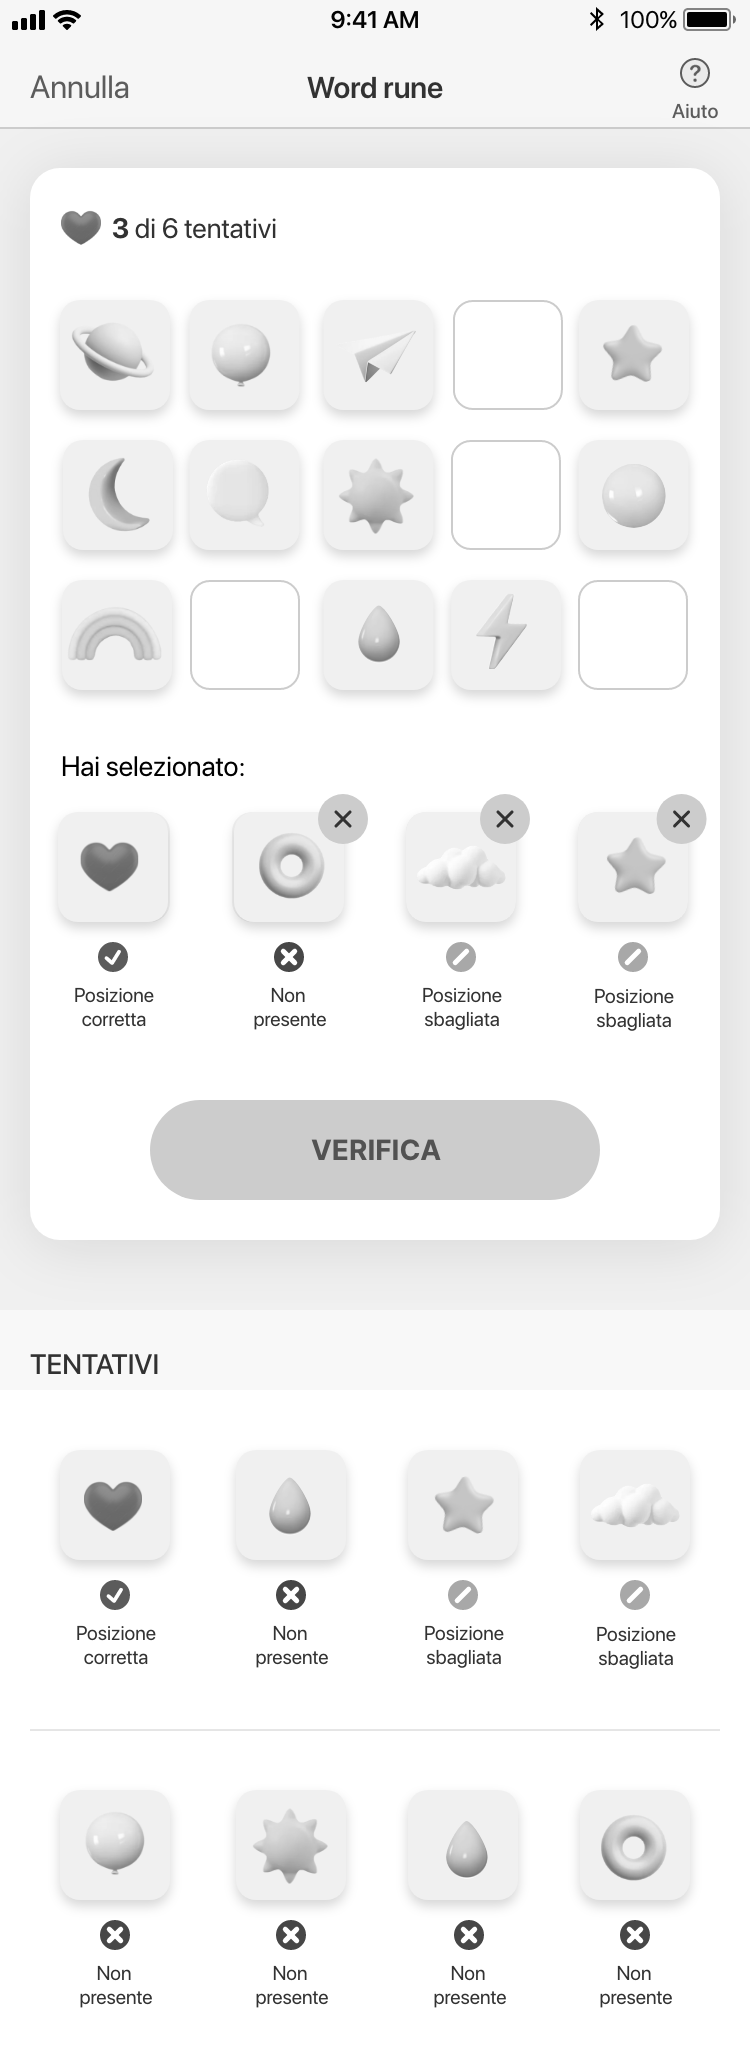 9:41 AM
100%
Annulla
Word rune
Aiuto
3 di 6 tentativi
Hai selezionato:
Posizione
corretta
Non
presente
Posizione
sbagliata
Posizione
sbagliata
VERIFICA
TENTATIVI
Posizione
corretta
Non
presente
Posizione
sbagliata
Posizione
sbagliata
Non
presente
Non
presente
Non
presente
Non
presente